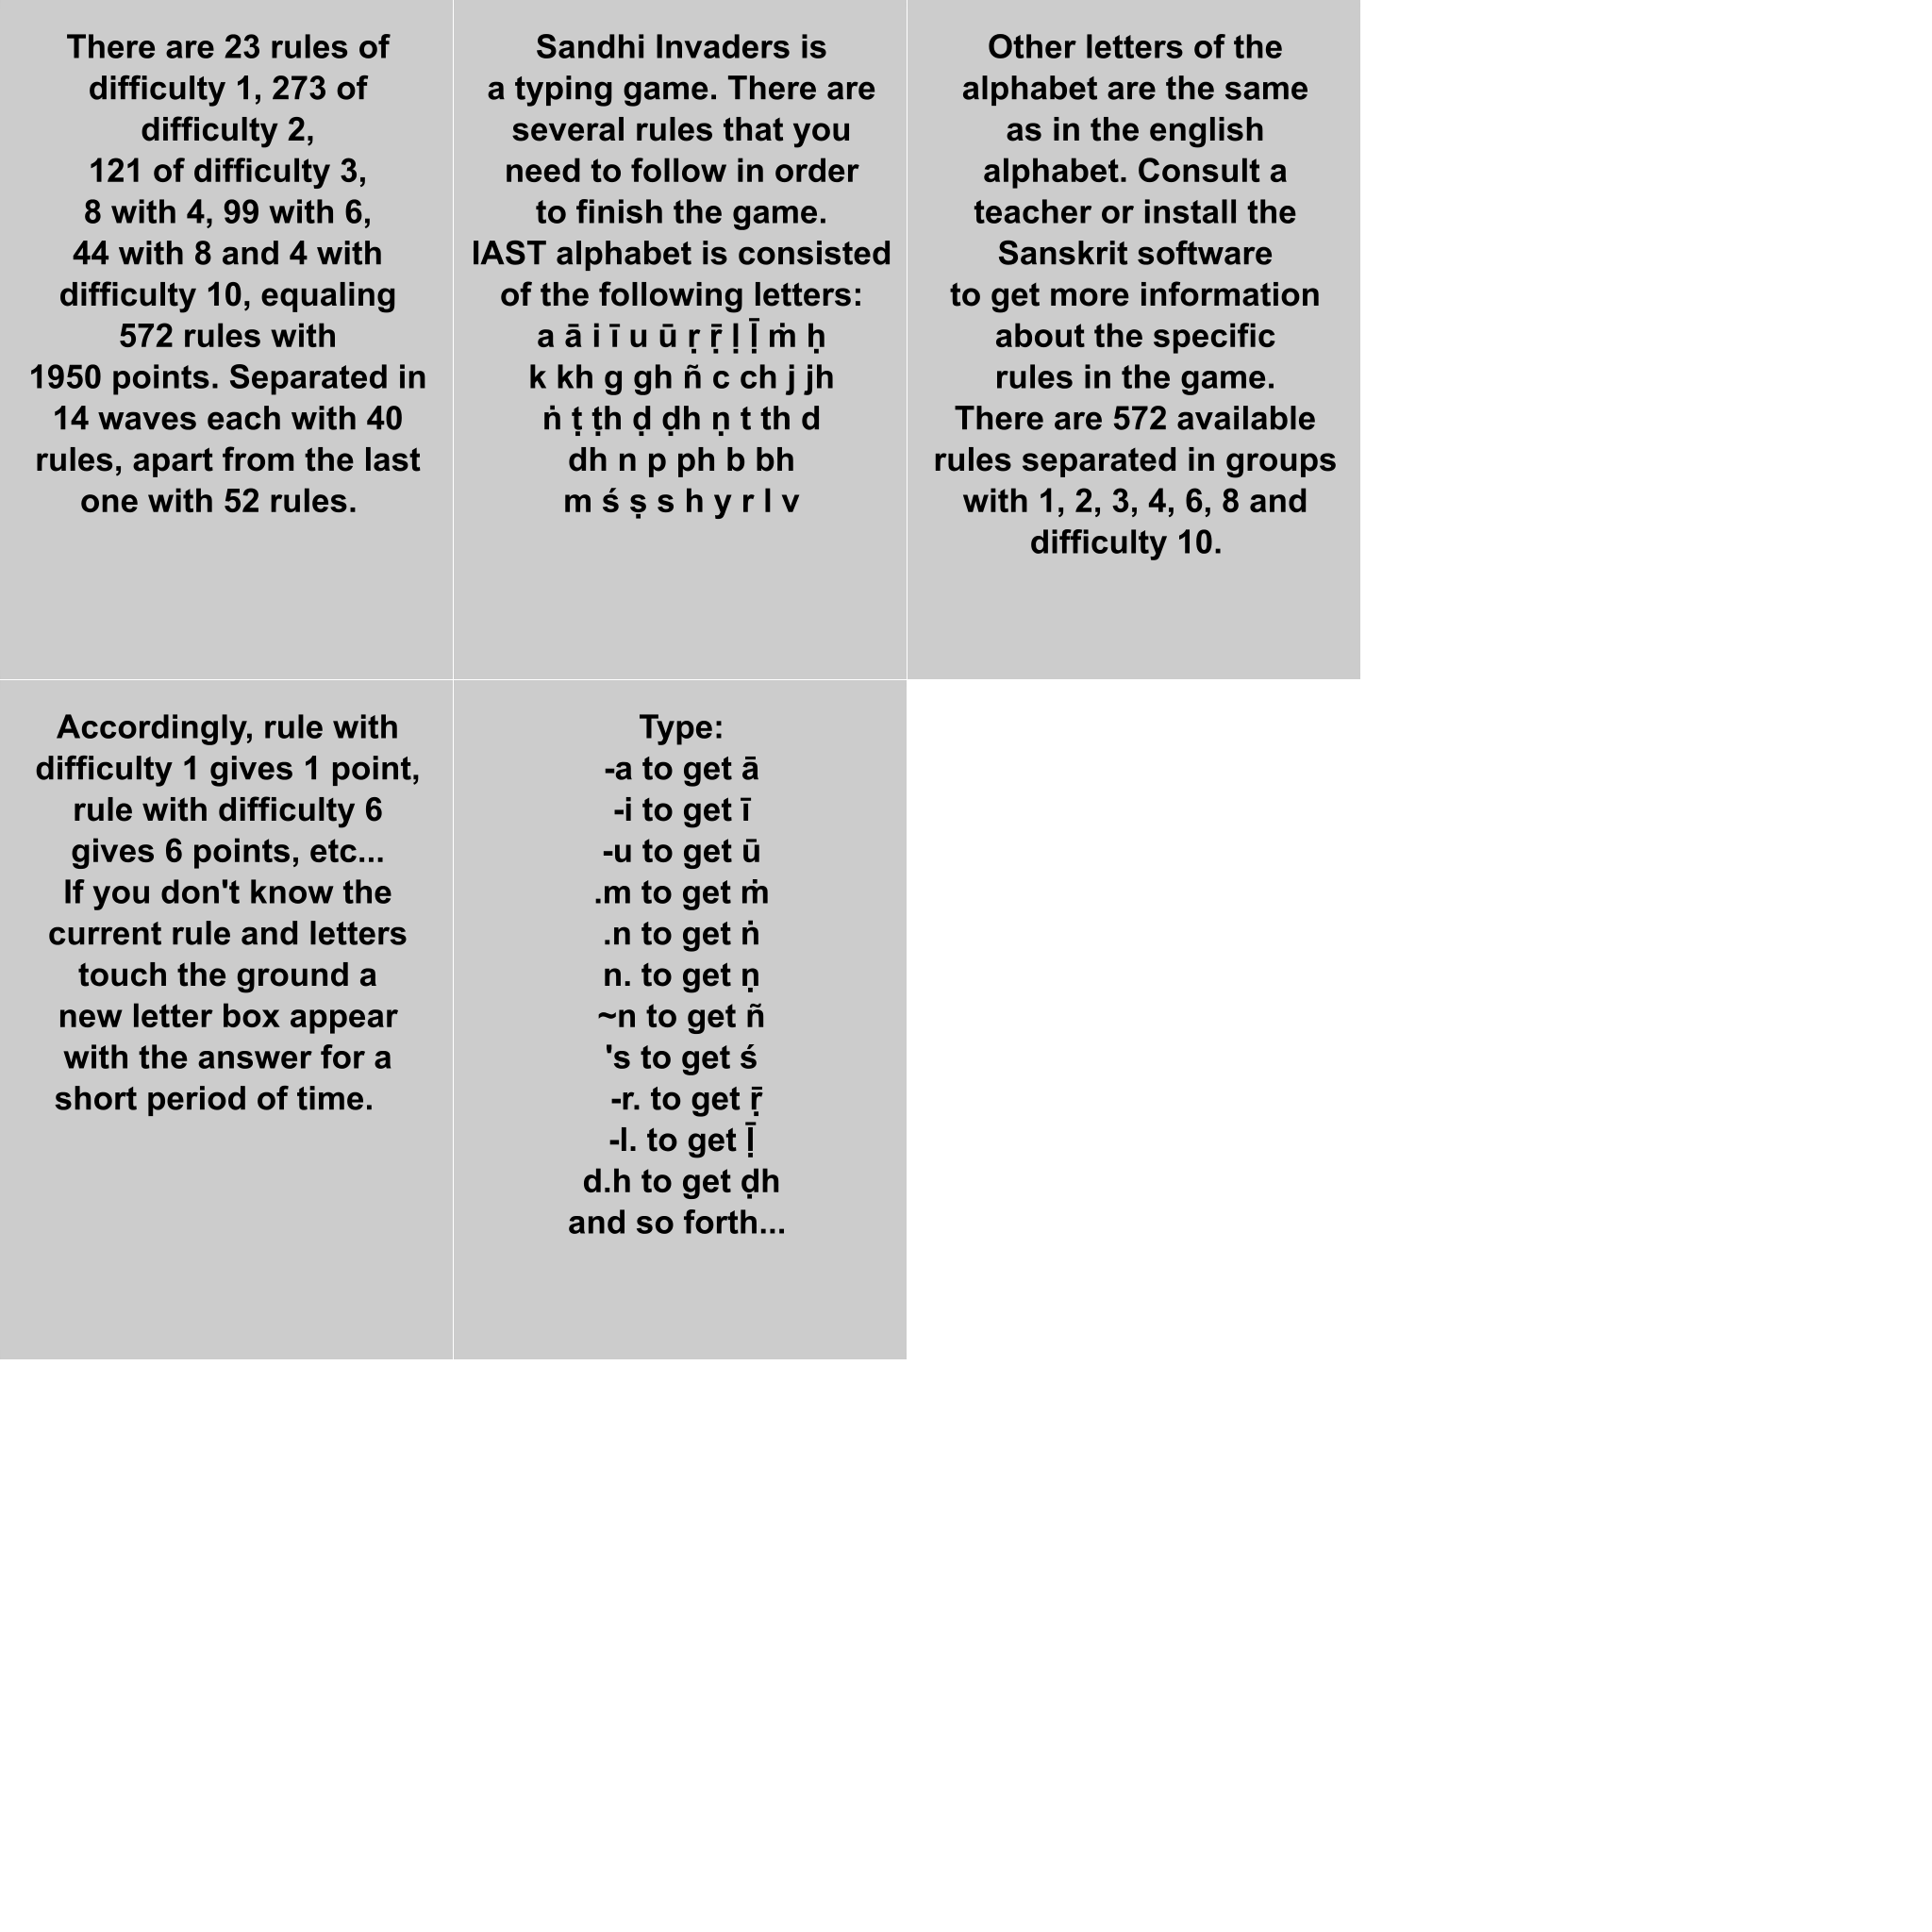 There are 23 rules of
difficulty 1, 273 of
difficulty 2,
121 of difficulty 3,
8 with 4, 99 with 6,
44 with 8 and 4 with
difficulty 10, equaling
572 rules with
1950 points. Separated in
14 waves each with 40
rules, apart from the last
one with 52 rules.
Sandhi Invaders is
a typing game. There are
several rules that you
need to follow in order
to finish the game.
IAST alphabet is consisted
of the following letters:
a ā i ī u ū ṛ ṝ ḷ ḹ ṁ ḥ
k kh g gh ñ c ch j jh
ṅ ṭ ṭh ḍ ḍh ṇ t th d
dh n p ph b bh
m ś ṣ s h y r l v
Other letters of the
alphabet are the same
as in the english
alphabet. Consult a
teacher or install the
Sanskrit software
to get more information
about the specific
rules in the game.
There are 572 available
rules separated in groups
with 1, 2, 3, 4, 6, 8 and
difficulty 10.
Accordingly, rule with
difficulty 1 gives 1 point,
rule with difficulty 6
gives 6 points, etc...
If you don't know the
current rule and letters
touch the ground a
new letter box appear
with the answer for a
short period of time.
Type:
-a to get ā
-i to get ī
-u to get ū
.m to get ṁ
.n to get ṅ
n. to get ṇ
~n to get ñ
's to get ś
-r. to get ṝ
-l. to get ḹ
d.h to get ḍh
and so forth...